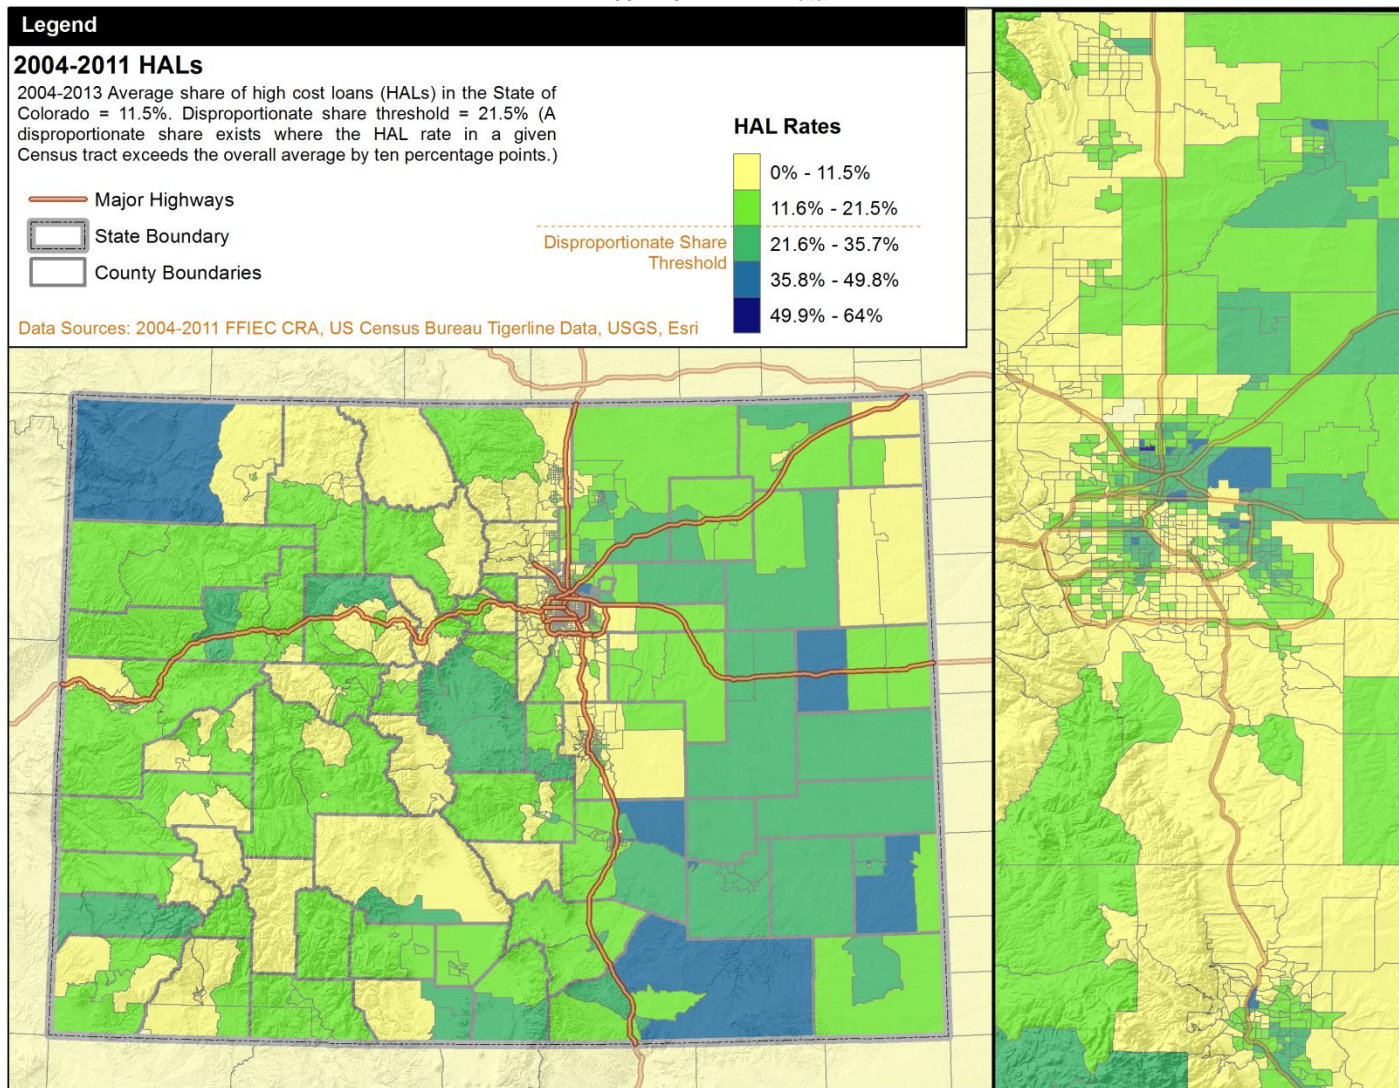 Legend
2004-2011 HALs
2004-2013 Average share of high cost loans (HALs) in the State of
Colorado = 11.5%. Disproportionate share threshold = 21.5% (A
disproportionate share exists where the HAL rate in a given
Census tract exceeds the overall average by ten percentage points.)
Major Highways
State Boundary
County Boundaries
Data Sources: 2004-2011 FFIEC CRA, US Census Bureau Tigerline Data, USGS, Esri
HAL Rates
0% - 11.5%
11.6% - 21.5%
Disproportionate Share
Threshold
21.6% - 35.7%
35.8% - 49.8%
49.9% - 64%